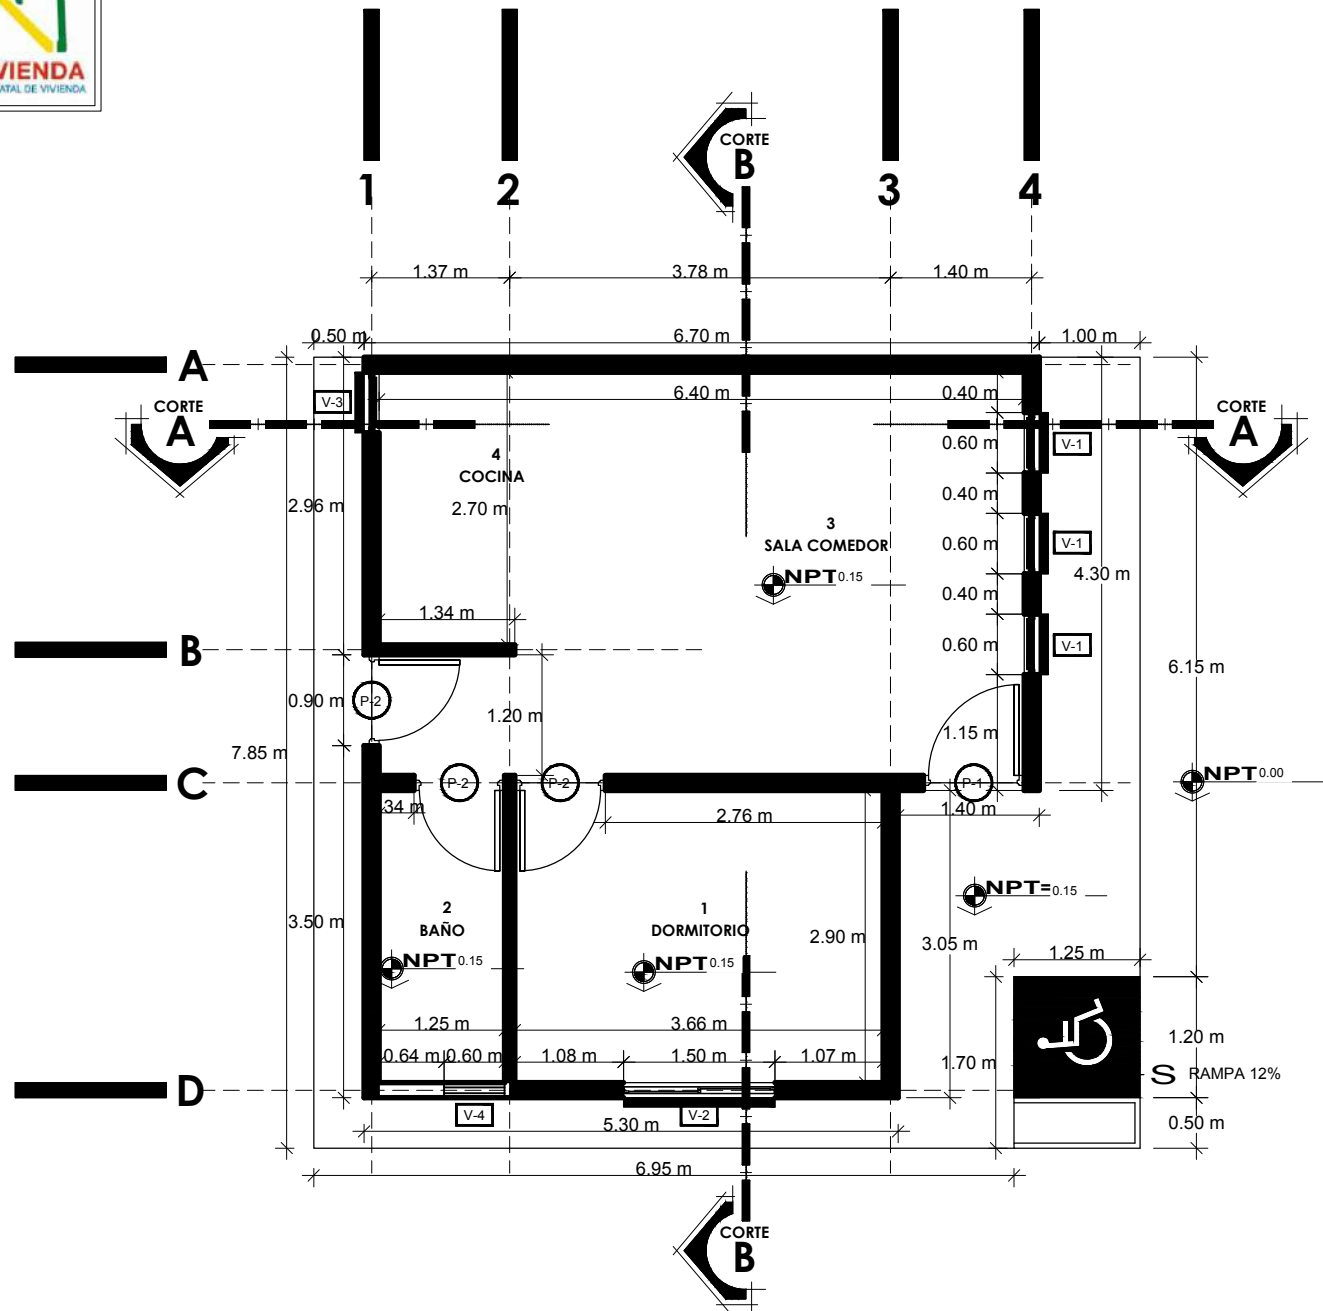 VIENDA
ATAL DE VIVIENDA
CORTE
B
1
2
3
4
1.37 m
3.78 m
1.40 m
0.50 m
6.70 m
1.00 m
A
V-3
6.40 m
0.40 m
CORTE
A
CORTE
A
0.60 m
V-1
4
COCINA
2.96 m
2.70 m
0.40 m
3
SALA COMEDOR
0.60 m
V-1
NPT 0.15
4.30 m
0.40 m
1.34 m
B
0.60 m
V-1
6.15 m
0.90 m
P-2
1.20 m
1.15 m
7.85 m
C
P-2
P-2
P-1
NPT 0.00
.34 m
2.76 m
1.40 m
NPT= 0.15
2
BAÑO
1
DORMITORIO
3.50 m
2.90 m
3.05 m
1.25 m
NPT 0.15
NPT 0.15
1.25 m
3.66 m
1.20 m
0.64 m
0.60 m
1.08 m
1.50 m
1.07 m
1.70 m
S RAMPA 12%
D
V-4
V-2
5.30 m
0.50 m
6.95 m
CORTE
B